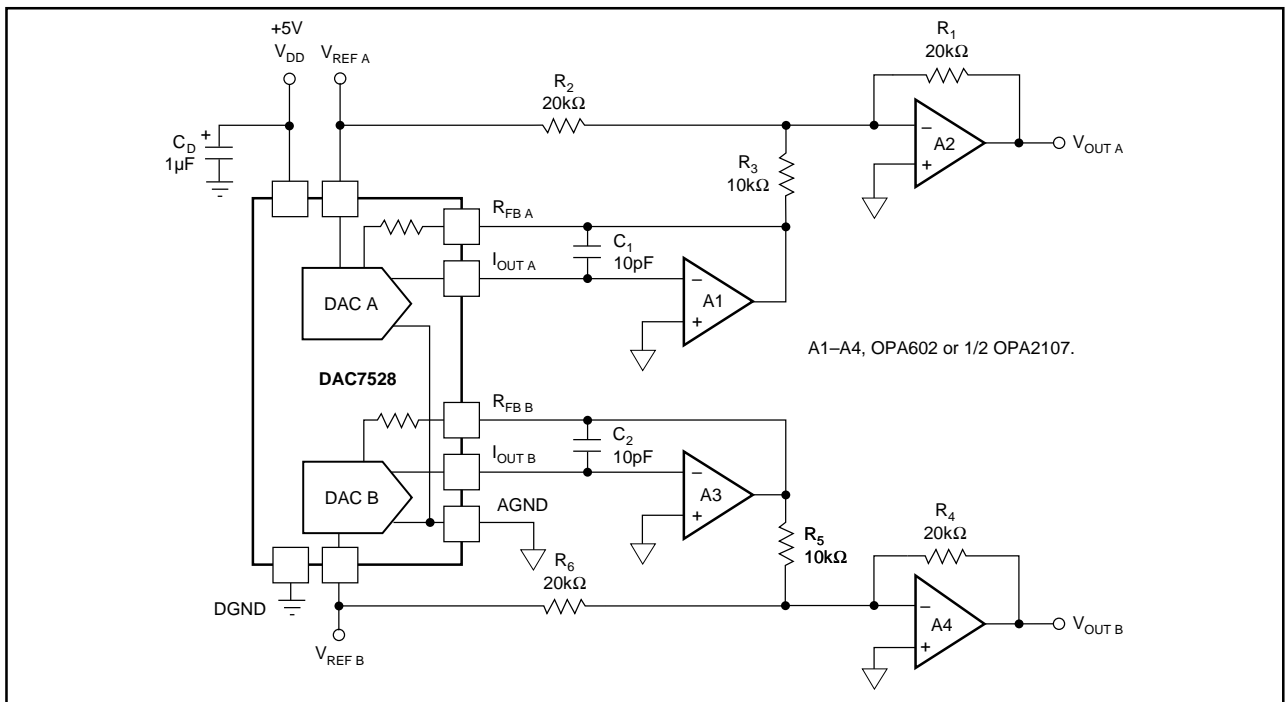 +5V
V_DD
V_REF A
R_1
20kΩ
R_2
20kΩ
C_D
+
1µF
−
A2
+
V_OUT A
R_3
10kΩ
R_FB A
C_1
10pF
I_OUT A
−
A1
+
DAC A
A1–A4, OPA602 or 1/2 OPA2107.
DAC7528
R_FB B
C_2
10pF
I_OUT B
−
A3
+
DAC B
AGND
R_4
20kΩ
R_5
10kΩ
R_6
20kΩ
DGND
−
A4
+
V_OUT B
V_REF B